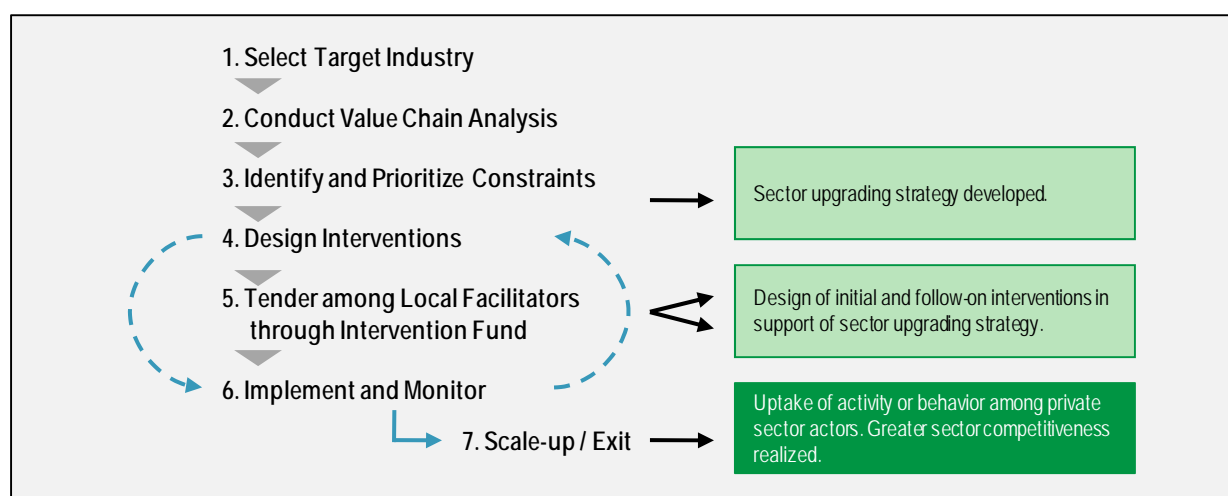 1. Select Target Industry
2. Conduct Value Chain Analysis
3. Identify and Prioritize Constraints
Sector upgrading strategy developed.
4. Design Interventions
5. Tender among Local Facilitators
through Intervention Fund
Design of initial and follow-on interventions in
support of sector upgrading strategy.
6. Implement and Monitor
7. Scale-up / Exit
Uptake of activity or behavior among private
sector actors. Greater sector competitiveness
realized.